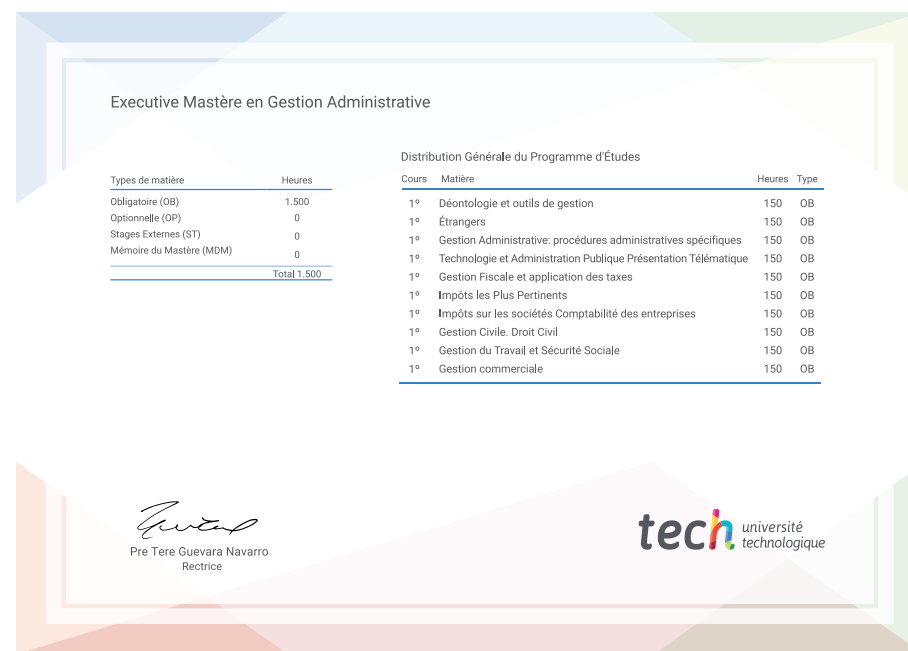 Executive Mastère en Gestion Administrative
Types de matière Heures
Obligatoire (OB) 1.500
Optionnelle (OP) 0
Stages Externes (ST) 0
Mémoire du Mastère (MDM) 0
Total 1.500
Distribution Générale du Programme d'Études
Cours Matière Heures Type
1º Déontologie et outils de gestion 150 OB
1º Étrangers 150 OB
1º Gestion Administrative: procédures administratives spécifiques 150 OB
1º Technologie et Administration Publique Présentation Télématique 150 OB
1º Gestion Fiscale et application des taxes 150 OB
1º Impôts les Plus Pertinents 150 OB
1º Impôts sur les sociétés Comptabilité des entreprises 150 OB
1º Gestion Civile. Droit Civil 150 OB
1º Gestion du Travail et Sécurité Sociale 150 OB
1º Gestion commerciale 150 OB
Pre Tere Guevara Navarro
Rectrice
tech université
technologique